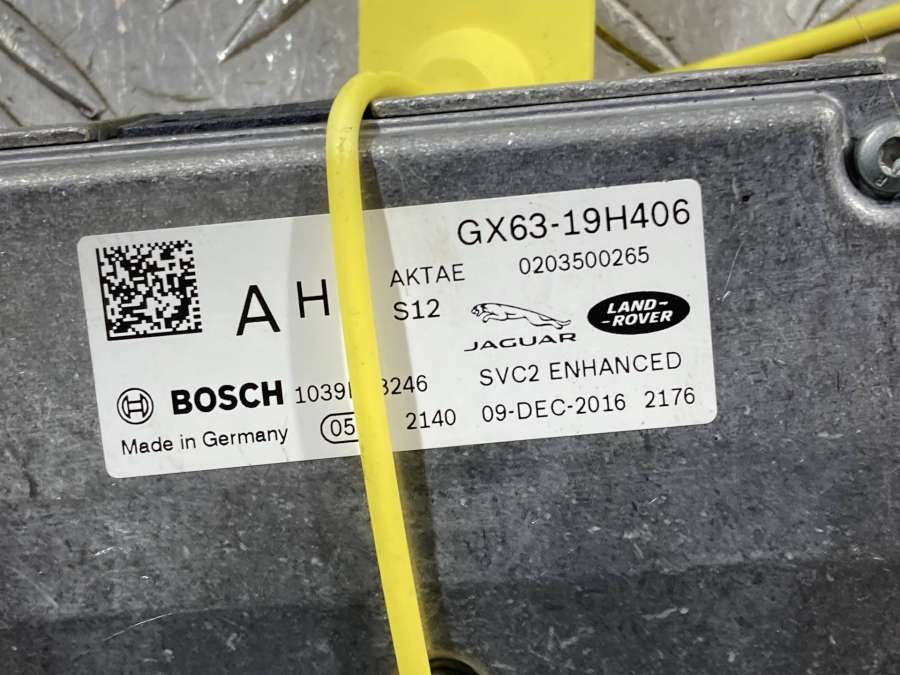 GX63-19H406
AKTAE 0203500265
A H S12
JAGUAR LAND-
-ROVER
BOSCH SVC2 ENHANCED
Made in Germany 2140 09-DEC-2016 2176